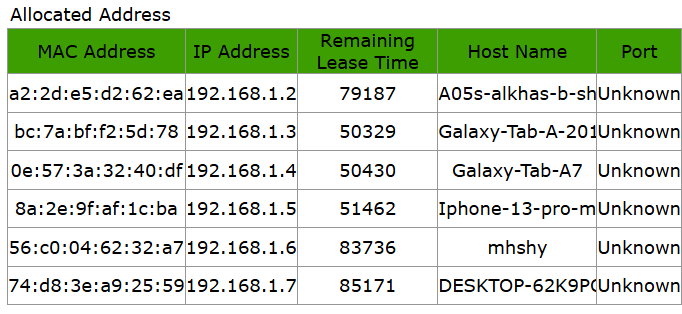 Allocated Address
MAC Address IP Address Remaining Lease Time Host Name Port
a2:2d:e5:d2:62:ea 192.168.1.2 79187 A05s-alkhas-b-sh Unknown
bc:7a:bf:f2:5d:78 192.168.1.3 50329 Galaxy-Tab-A-201 Unknown
0e:57:3a:32:40:df 192.168.1.4 50430 Galaxy-Tab-A7 Unknown
8a:2e:9f:af:1c:ba 192.168.1.5 51462 Iphone-13-pro-m Unknown
56:c0:04:62:32:a7 192.168.1.6 83736 mhshy Unknown
74:d8:3e:a9:25:59 192.168.1.7 85171 DESKTOP-62K9PO Unknown